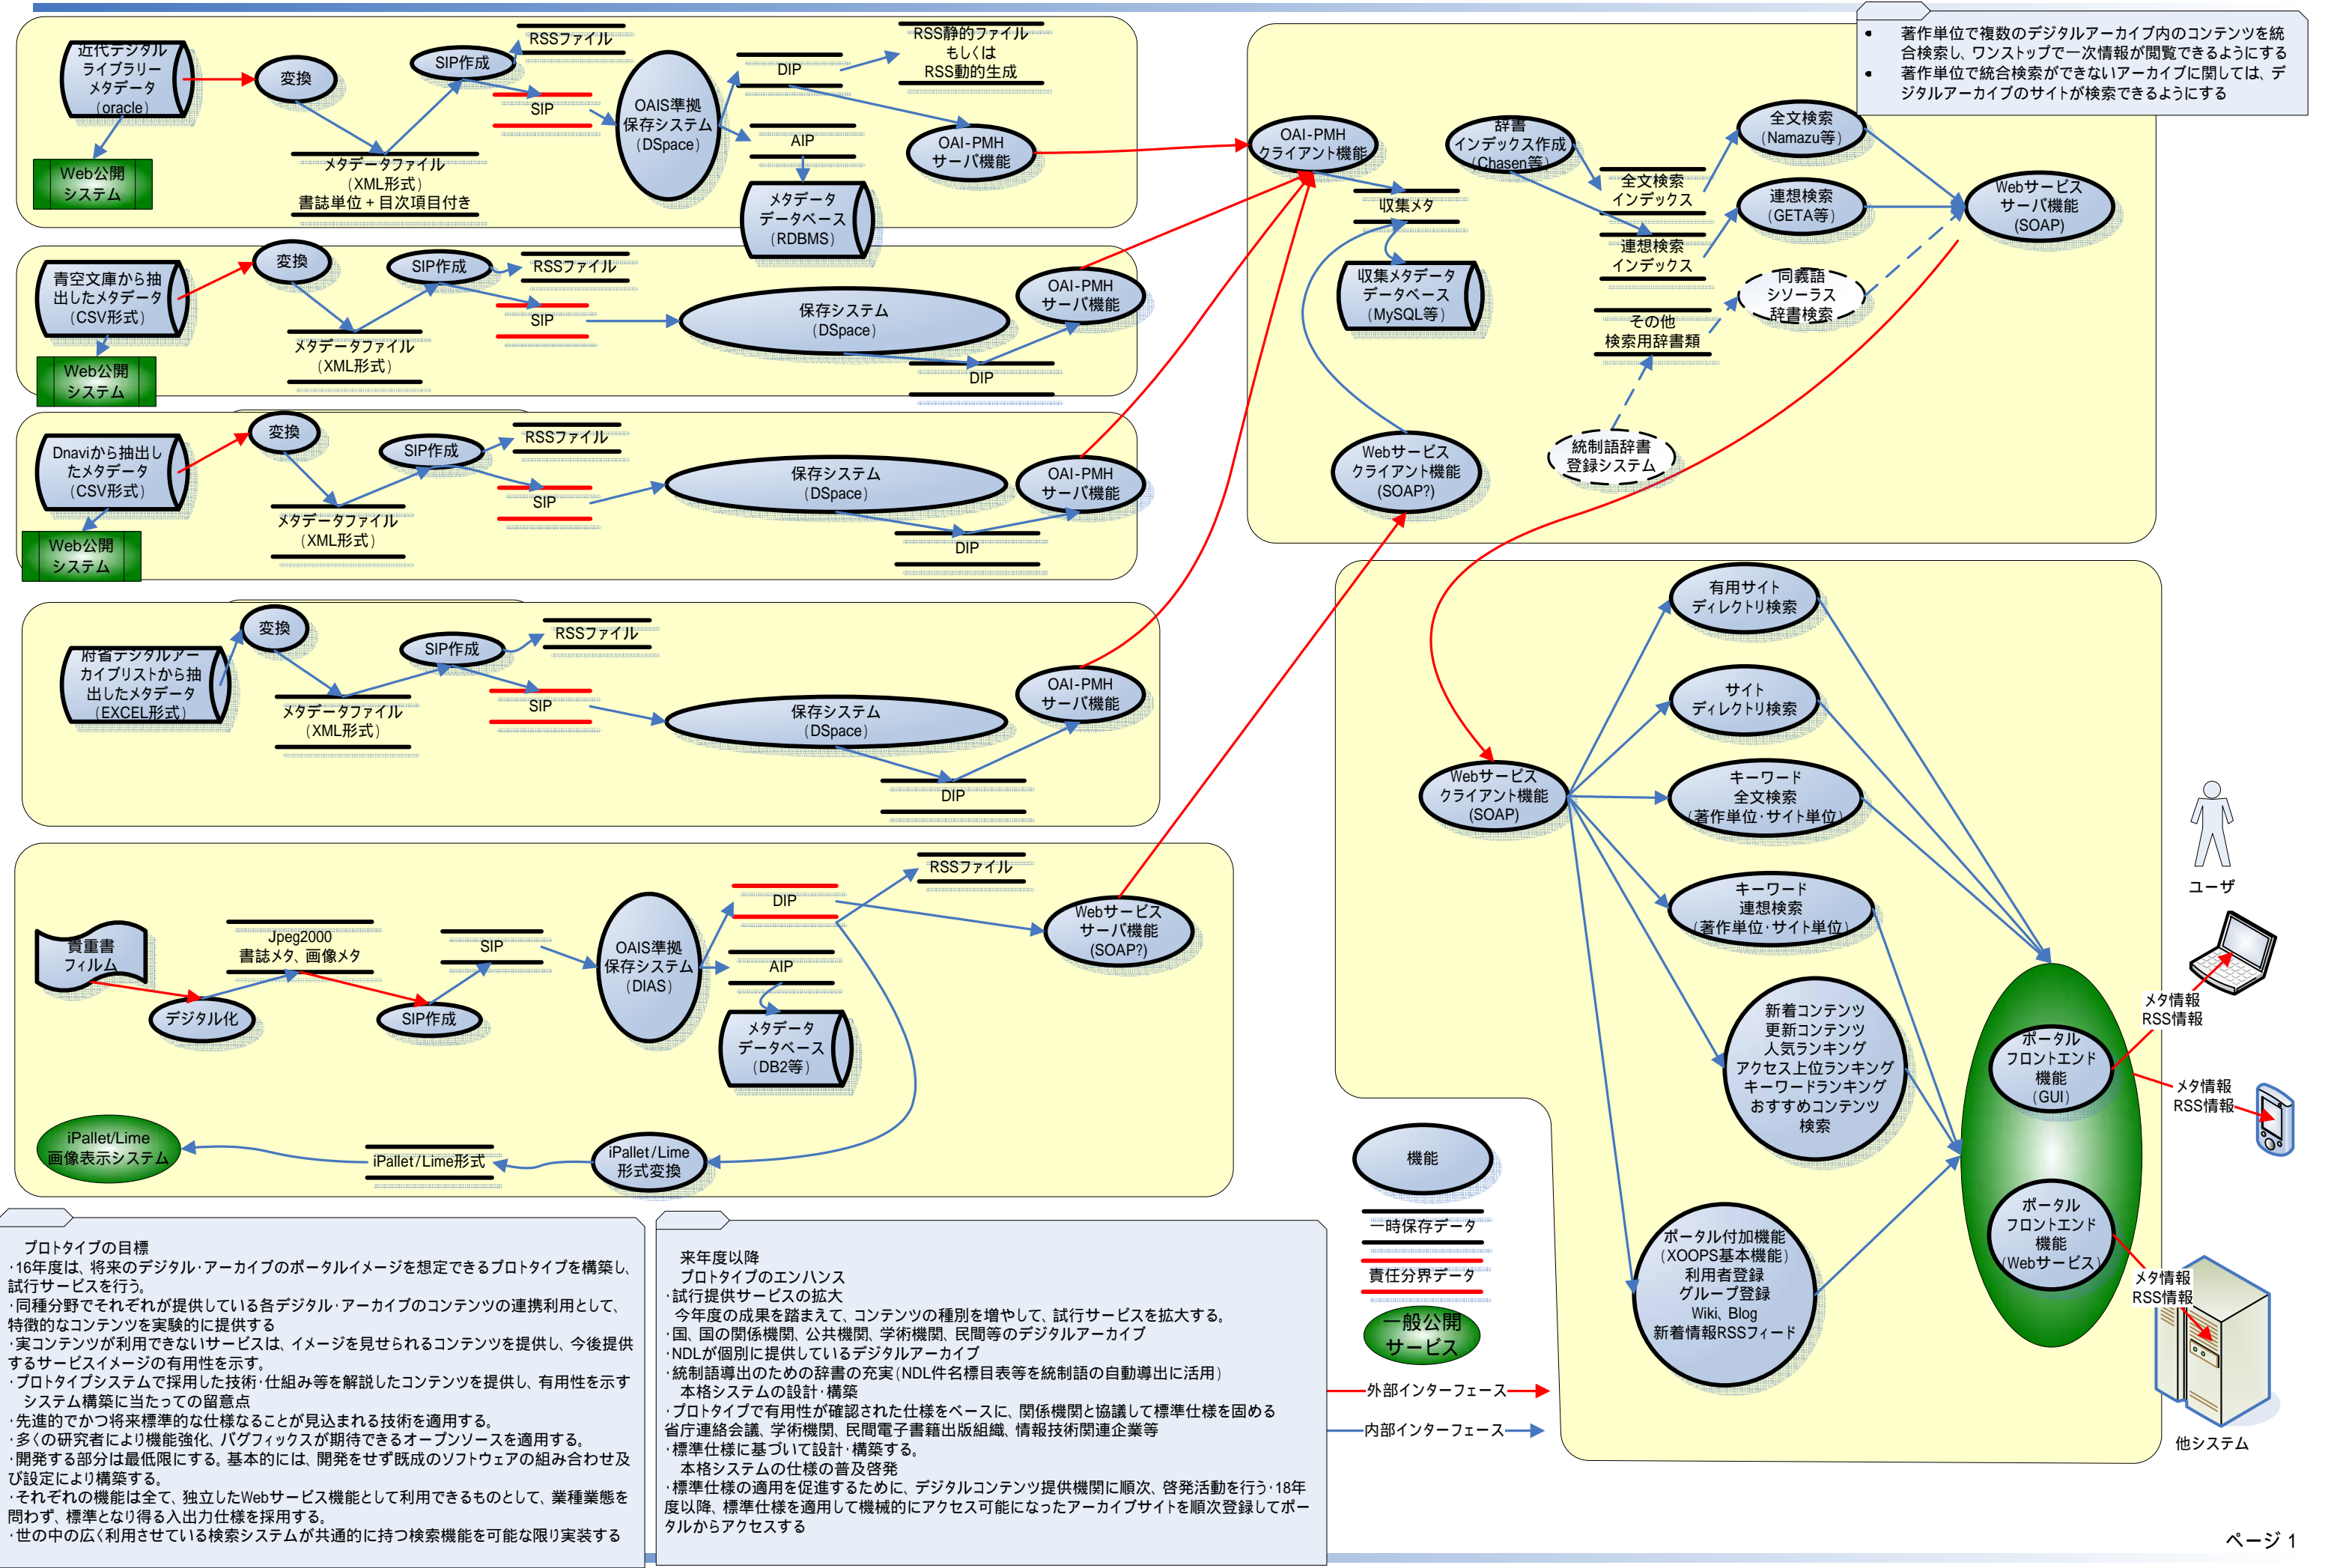 ・著作単位で複数のデジタルアーカイブ内のコンテンツを統
合検索し、ワンストップで一次情報が閲覧できるようにする
・著作単位で統合検索ができないアーカイブに関しては、デ
ジタルアーカイブのサイトが検索できるようにする
近代デジタル
ライブラリー
メタデータ
(oracle)
Web公開
システム
変換
メタデータファイル
(XML形式)
書誌単位+目次項目付き
SIP作成
RSSファイル
SIP
OAIS準拠
保存システム
(DSpace)
DIP
RSS静的ファイル
もしくは
RSS動的生成
AIP
メタデータ
データベース
(RDBMS)
OAI-PMH
サーバ機能
青空文庫から抽
出したメタデータ
(CSV形式)
Web公開
システム
変換
メタデータファイル
(XML形式)
SIP作成
RSSファイル
SIP
保存システム
(DSpace)
DIP
OAI-PMH
サーバ機能
Dnaviから抽出し
たメタデータ
(CSV形式)
Web公開
システム
変換
メタデータファイル
(XML形式)
SIP作成
RSSファイル
SIP
保存システム
(DSpace)
DIP
OAI-PMH
サーバ機能
府省デジタルアー
カイブリストから抽
出したメタデータ
(EXCEL形式)
変換
メタデータファイル
(XML形式)
SIP作成
RSSファイル
SIP
保存システム
(DSpace)
DIP
OAI-PMH
サーバ機能
貴重書
フィルム
デジタル化
Jpeg2000
書誌メタ、画像メタ
SIP作成
SIP
OAIS準拠
保存システム
(DIAS)
DIP
RSSファイル
AIP
メタデータ
データベース
(DB2等)
Webサービス
サーバ機能
(SOAP?)
iPallet/Lime
形式変換
iPallet/Lime形式
iPallet/Lime
画像表示システム
OAI-PMH
クライアント機能
収集メタ
収集メタデータ
データベース
(MySQL等)
Webサービス
クライアント機能
(SOAP?)
辞書
インデックス作成
(Chasen等)
全文検索
インデックス
連想検索
インデックス
その他
検索用辞書類
統制語辞書
登録システム
全文検索
(Namazu等)
連想検索
(GETA等)
同義語
シソーラス
辞書検索
Webサービス
サーバ機能
(SOAP)
Webサービス
クライアント機能
(SOAP)
有用サイト
ディレクトリ検索
サイト
ディレクトリ検索
キーワード
全文検索
(著作単位・サイト単位)
キーワード
連想検索
(著作単位・サイト単位)
新着コンテンツ
更新コンテンツ
人気ランキング
アクセス上位ランキング
キーワードランキング
おすすめコンテンツ
検索
ポータル付加機能
(XOOPS基本機能)
利用者登録
グループ登録
Wiki、Blog
新着情報RSSフィード
ポータル
フロントエンド
機能
(GUI)
ポータル
フロントエンド
機能
(Webサービス)
ユーザ
メタ情報
RSS情報
メタ情報
RSS情報
メタ情報
RSS情報
他システム
機能
一時保存データ
責任分界データ
一般公開
サービス
外部インターフェース
内部インターフェース
プロトタイプの目標
・16年度は、将来のデジタル・アーカイブのポータルイメージを想定できるプロトタイプを構築し、
試行サービスを行う。
・同種分野でそれぞれが提供している各デジタル・アーカイブのコンテンツの連携利用として、
特徴的なコンテンツを実験的に提供する
・実コンテンツが利用できないサービスは、イメージを見せられるコンテンツを提供し、今後提供
するサービスイメージの有用性を示す。
・プロトタイプシステムで採用した技術・仕組み等を解説したコンテンツを提供し、有用性を示す
システム構築に当たっての留意点
・先進的でかつ将来標準的な仕様なることが見込まれる技術を適用する。
・多くの研究者により機能強化、バグフィックスが期待できるオープンソースを適用する。
・開発する部分は最低限にする。基本的には、開発をせず既成のソフトウェアの組み合わせ及
び設定により構築する。
・それぞれの機能は全て、独立したWebサービス機能として利用できるものとして、業種業態を
問わず、標準となり得る入出力仕様を採用する。
・世の中の広く利用させている検索システムが共通的に持つ検索機能を可能な限り実装する
来年度以降
プロトタイプのエンハンス
・試行提供サービスの拡大
今年度の成果を踏まえて、コンテンツの種別を増やして、試行サービスを拡大する。
・国、国の関係機関、公共機関、学術機関、民間等のデジタルアーカイブ
・NDLが個別に提供しているデジタルアーカイブ
・統制語導出のための辞書の充実(NDL件名標目表等を統制語の自動導出に活用)
本格システムの設計・構築
・プロトタイプで有用性が確認された仕様をベースに、関係機関と協議して標準仕様を固める
省庁連絡会議、学術機関、民間電子書籍出版組織、情報技術関連企業等
・標準仕様に基づいて設計・構築する。
本格システムの仕様の普及啓発
・標準仕様の適用を促進するために、デジタルコンテンツ提供機関に順次、啓発活動を行う・18年
度以降、標準仕様を適用して機械的にアクセス可能になったアーカイブサイトを順次登録してポー
タルからアクセスする
ページ 1